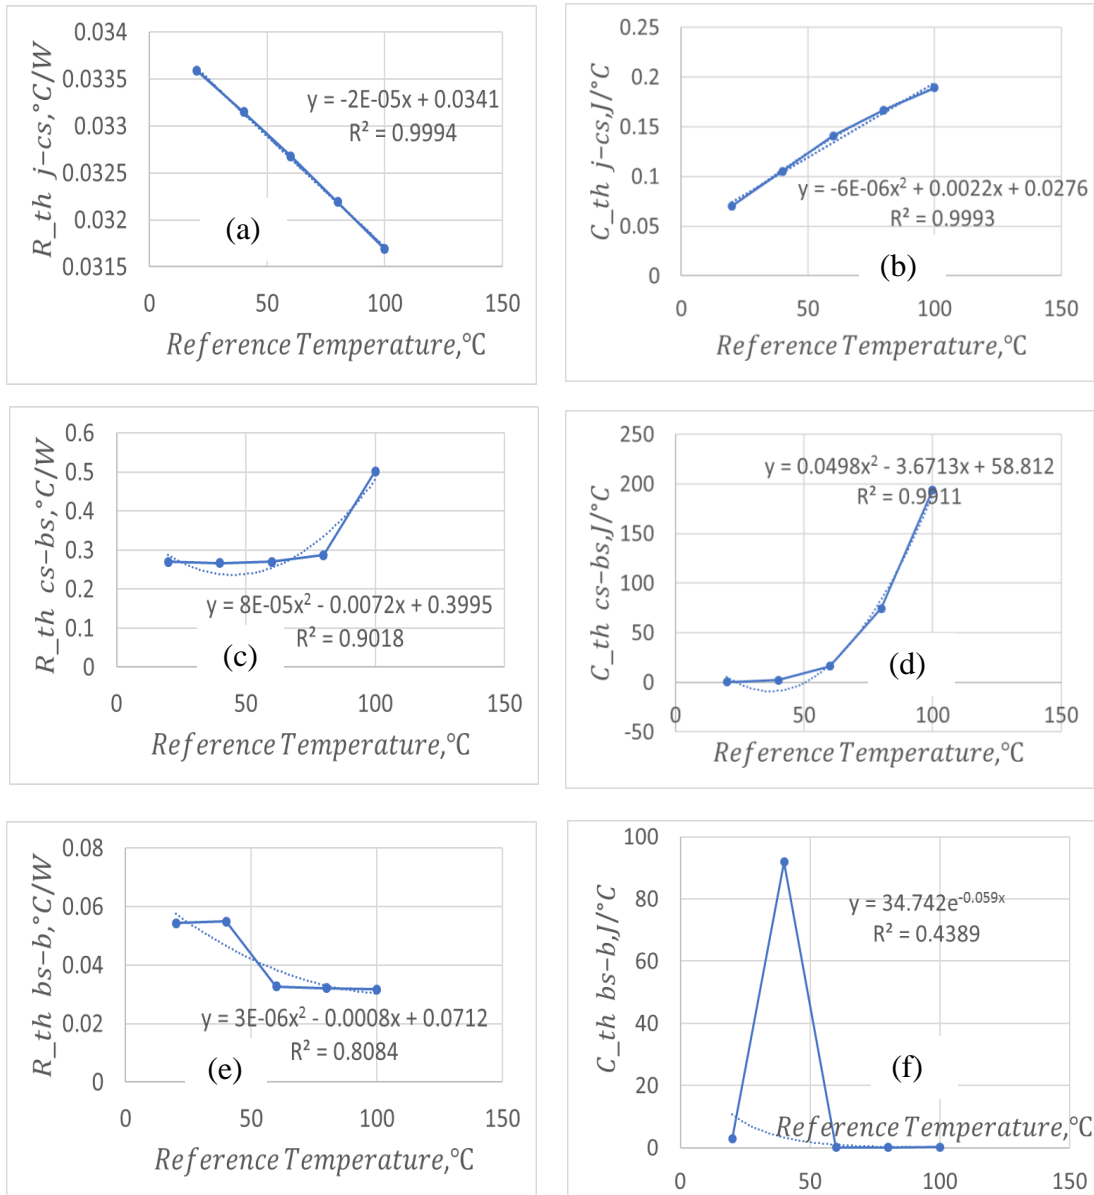 R_th j−cs,°C/W
0.034
0.0335
0.033
0.0325
0.032
0.0315
y = -2E-05x + 0.0341
R² = 0.9994
(a)
0 50 100 150
Reference Temperature,°C
C_th j−cs,J/°C
0.25
0.2
0.15
0.1
0.05
0
y = -6E-06x² + 0.0022x + 0.0276
R² = 0.9993
(b)
0 50 100 150
Reference Temperature,°C
R_th cs−bs,°C/W
0.6
0.5
0.4
0.3
0.2
0.1
0
y = 8E-05x² - 0.0072x + 0.3995
R² = 0.9018
(c)
0 50 100 150
Reference Temperature,°C
C_th cs−bs,J/°C
250
200
150
100
50
0
-50
y = 0.0498x² - 3.6713x + 58.812
R² = 0.9911
(d)
0 50 100 150
Reference Temperature,°C
R_th bs−b,°C/W
0.08
0.06
0.04
0.02
0
y = 3E-06x² - 0.0008x + 0.0712
R² = 0.8084
(e)
0 50 100 150
Reference Temperature,°C
C_th bs−b,J/°C
100
80
60
40
20
0
y = 34.742e^-0.059x
R² = 0.4389
(f)
Reference Temperature,°C
0 50 100 150